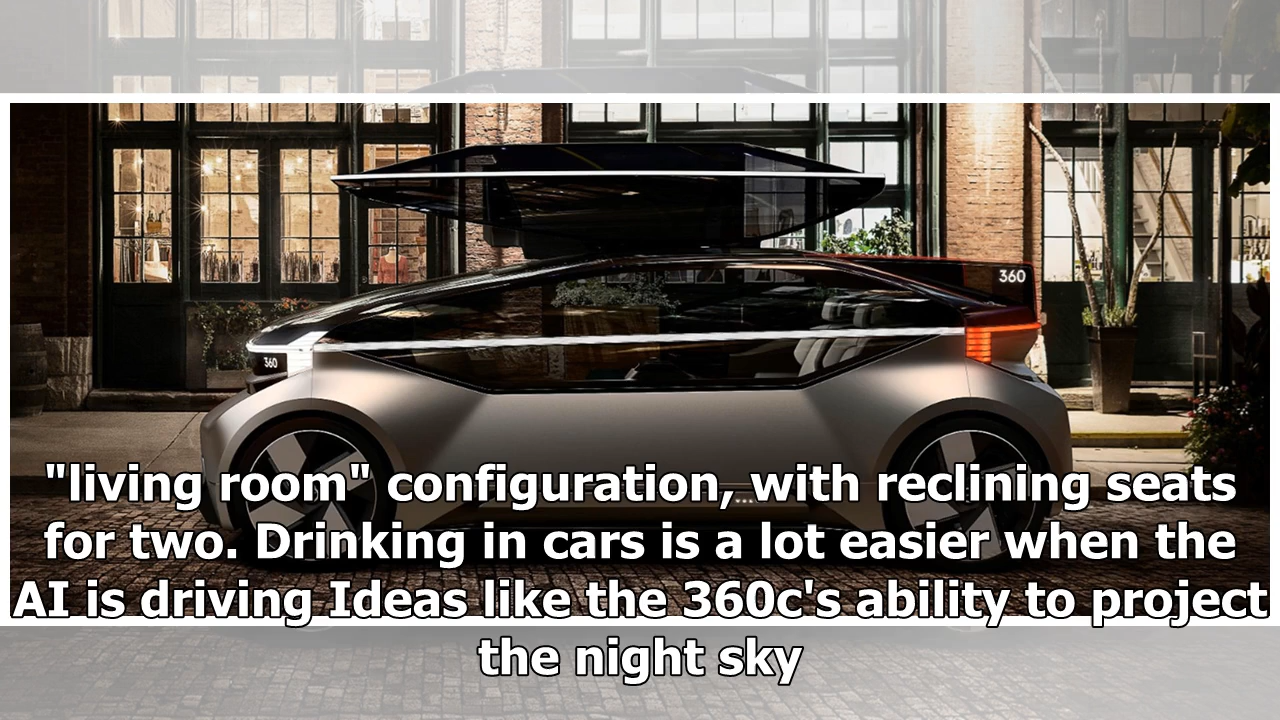 360
360
"living room" configuration, with reclining seats
for two. Drinking in cars is a lot easier when the
AI is driving Ideas like the 360c's ability to project
the night sky